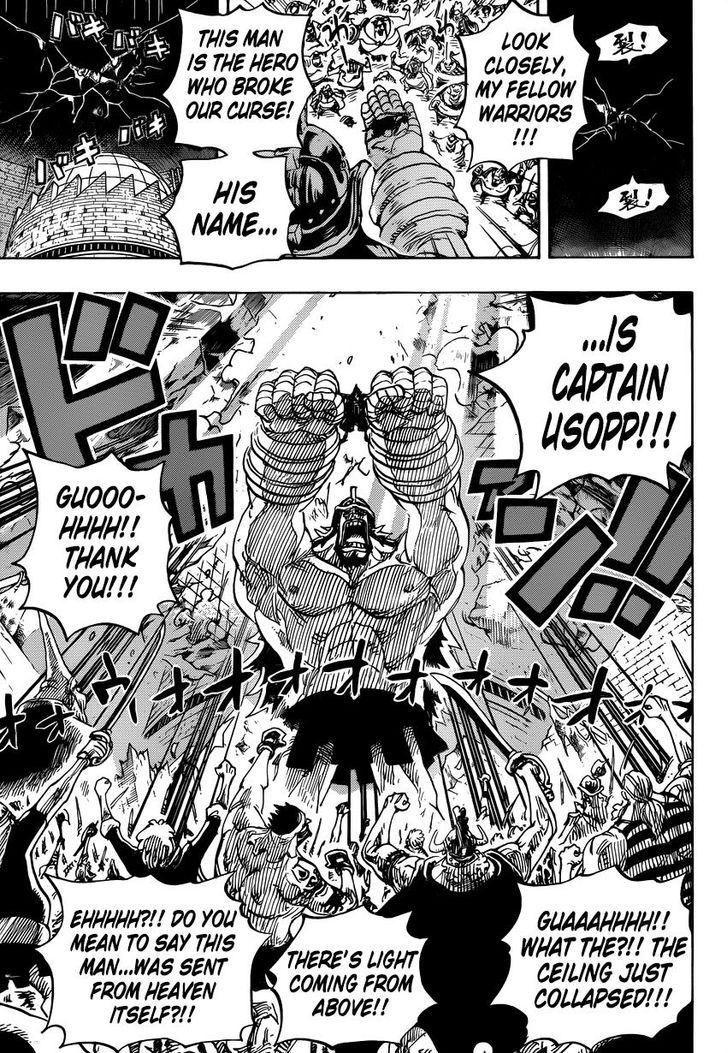 裂!
裂!
LOOK
CLOSELY,
MY FELLOW
WARRIORS
!!!
THIS MAN
IS THE HERO
WHO BROKE
OUR CURSE!
HIS
NAME...
バキ
バキ
バキ
バキ
...IS
CAPTAIN
USOPP!!!
ドカーン!!
GUOOO-
HHHH!!
THANK
YOU!!!
ウオオオオオオオオ
GUAAAHHHH!!
WHAT THE?!! THE
CEILING JUST
COLLAPSED!!!
THERE'S LIGHT
COMING FROM
ABOVE!!
EHHHHH?!! DO YOU
MEAN TO SAY THIS
MAN...WAS SENT
FROM HEAVEN
ITSELF?!!